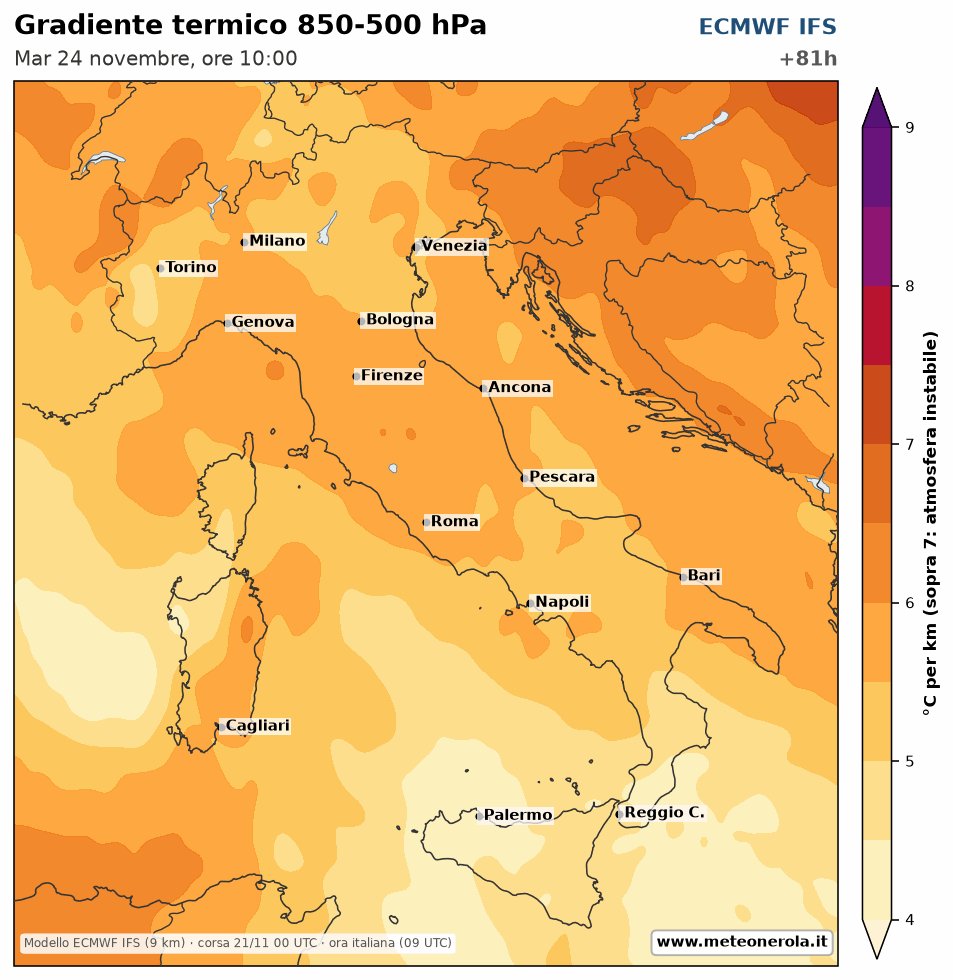 Gradiente termico 850-500 hPa
ECMWF IFS
Mar 24 novembre, ore 10:00
+81h
Milano
Venezia
Torino
Genova
Bologna
Firenze
Ancona
Pescara
Roma
Bari
Napoli
Cagliari
Palermo
Reggio C.
9
8
7
6
5
4
°C per km (sopra 7: atmosfera instabile)
Modello ECMWF IFS (9 km) · corsa 21/11 00 UTC · ora italiana (09 UTC)
www.meteonerola.it